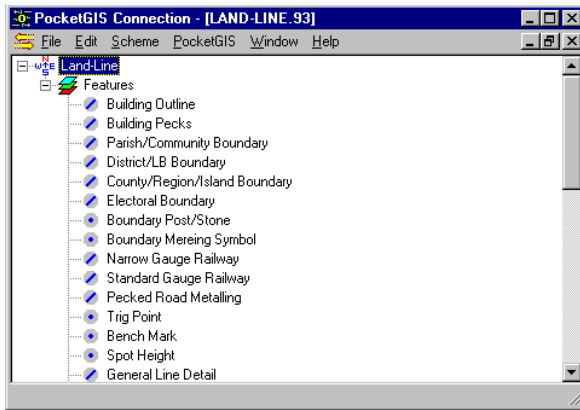 PocketGIS Connection - [LAND-LINE.93]
File Edit Scheme PocketGIS Window Help
N W E S Land-Line
Features
Building Outline
Building Pecks
Parish/Community Boundary
District/LB Boundary
County/Region/Island Boundary
Electoral Boundary
Boundary Post/Stone
Boundary Mereing Symbol
Narrow Gauge Railway
Standard Gauge Railway
Pecked Road Metalling
Trig Point
Bench Mark
Spot Height
General Line Detail